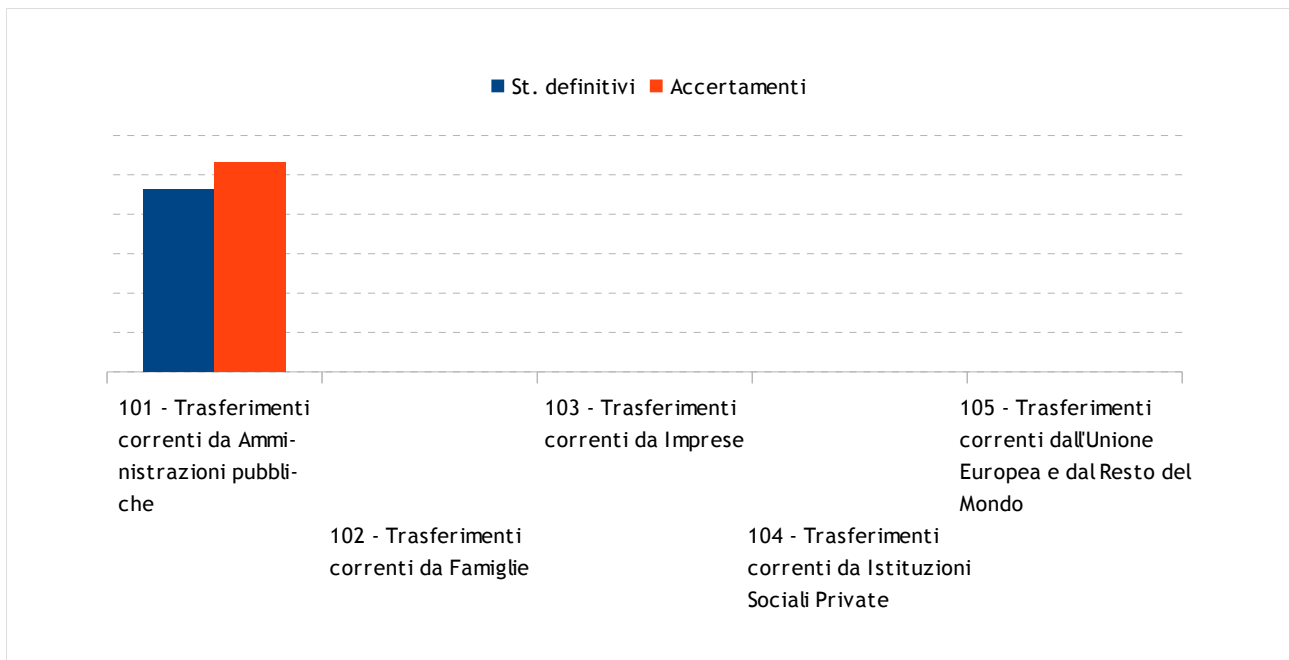 St. definitivi Accertamenti
101 - Trasferimenti
correnti da Ammi-
nistrazioni pubbli-
che
102 - Trasferimenti
correnti da Famiglie
103 - Trasferimenti
correnti da Imprese
104 - Trasferimenti
correnti da Istituzioni
Sociali Private
105 - Trasferimenti
correnti dall'Unione
Europea e dal Resto del
Mondo